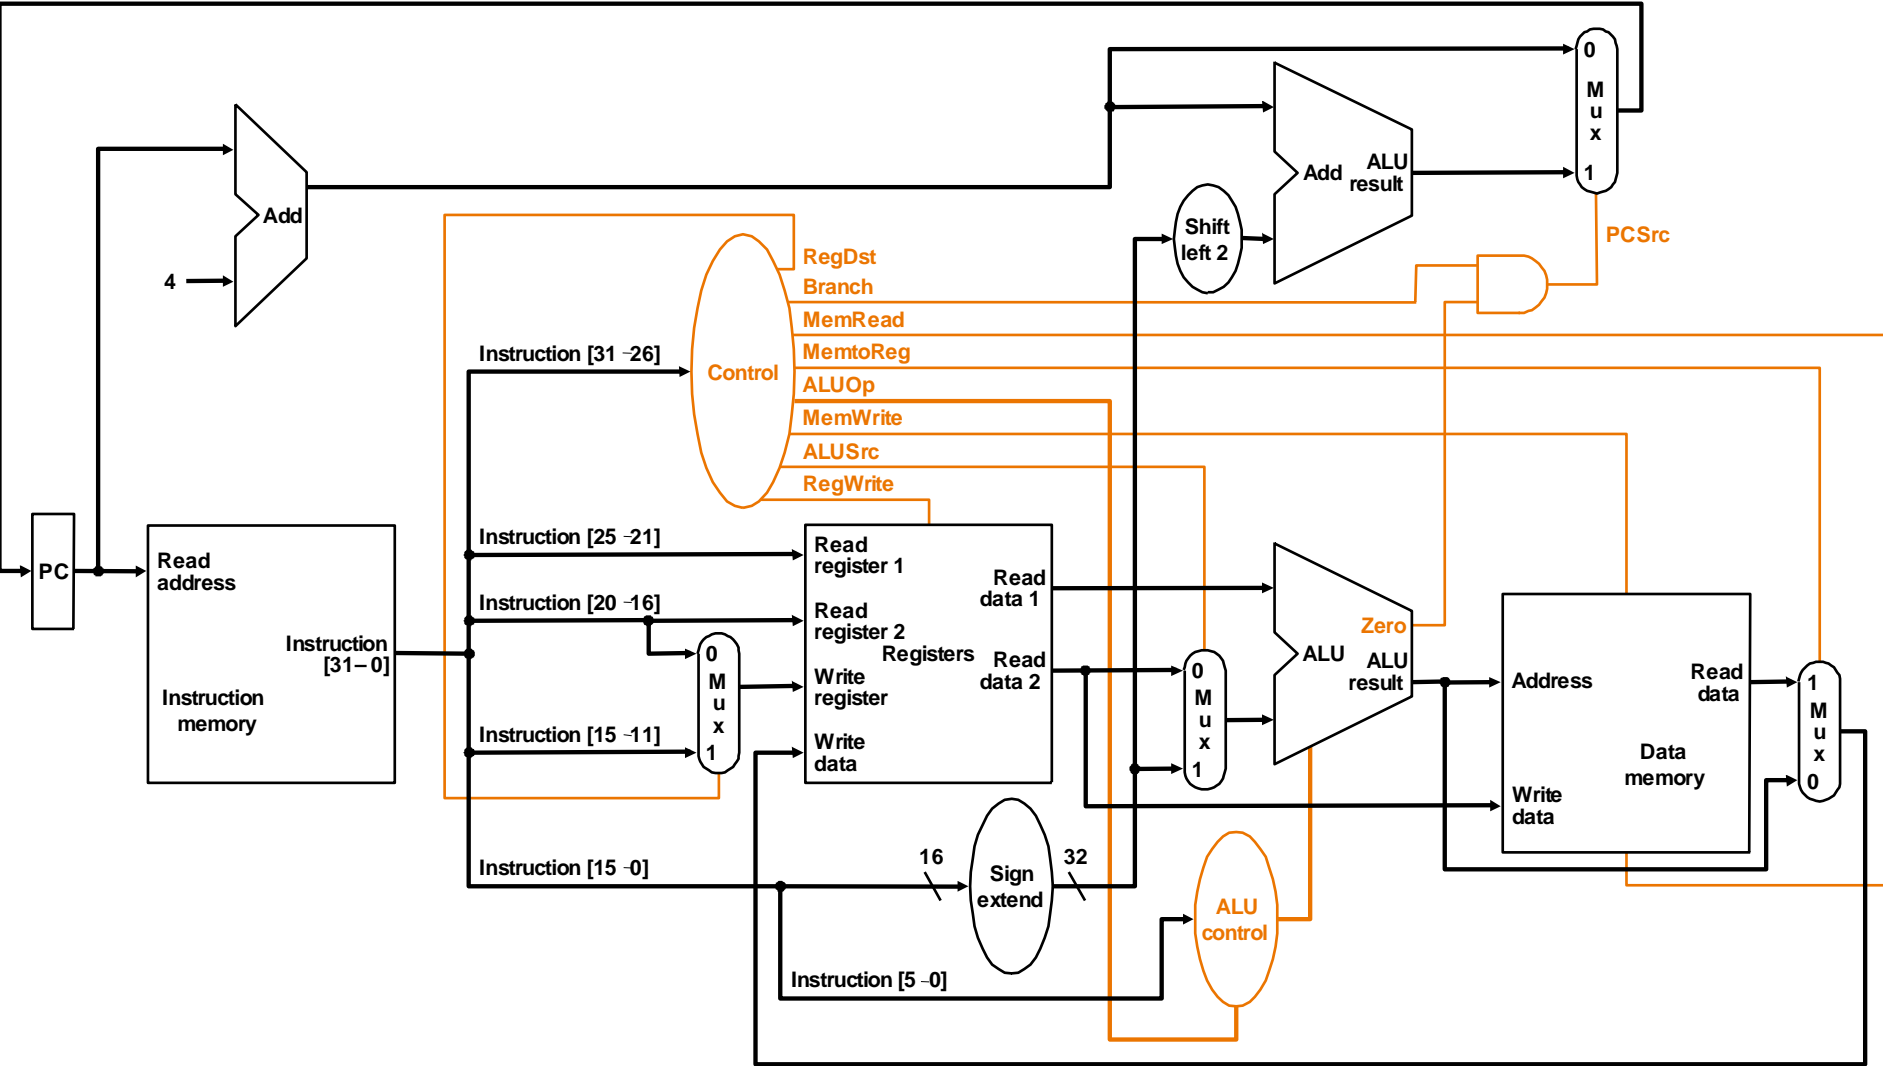 0
M
u
x
1
Add
ALU
result
Shift
left 2
Add
4
PCSrc
RegDst
Branch
MemRead
MemtoReg
ALUOp
MemWrite
ALUSrc
RegWrite
Control
Instruction [31–26]
Instruction [25–21]
Instruction [20–16]
Instruction [15–11]
Instruction [15–0]
Instruction [5–0]
PC
Read
address
Instruction
[31–0]
Instruction
memory
0
M
u
x
1
Read
register 1
Read
register 2
Write
register
Write
data
Registers
Read
data 1
Read
data 2
0
M
u
x
1
Zero
ALU
ALU
result
Address
Read
data
Data
memory
Write
data
1
M
u
x
0
16
Sign
extend
32
ALU
control